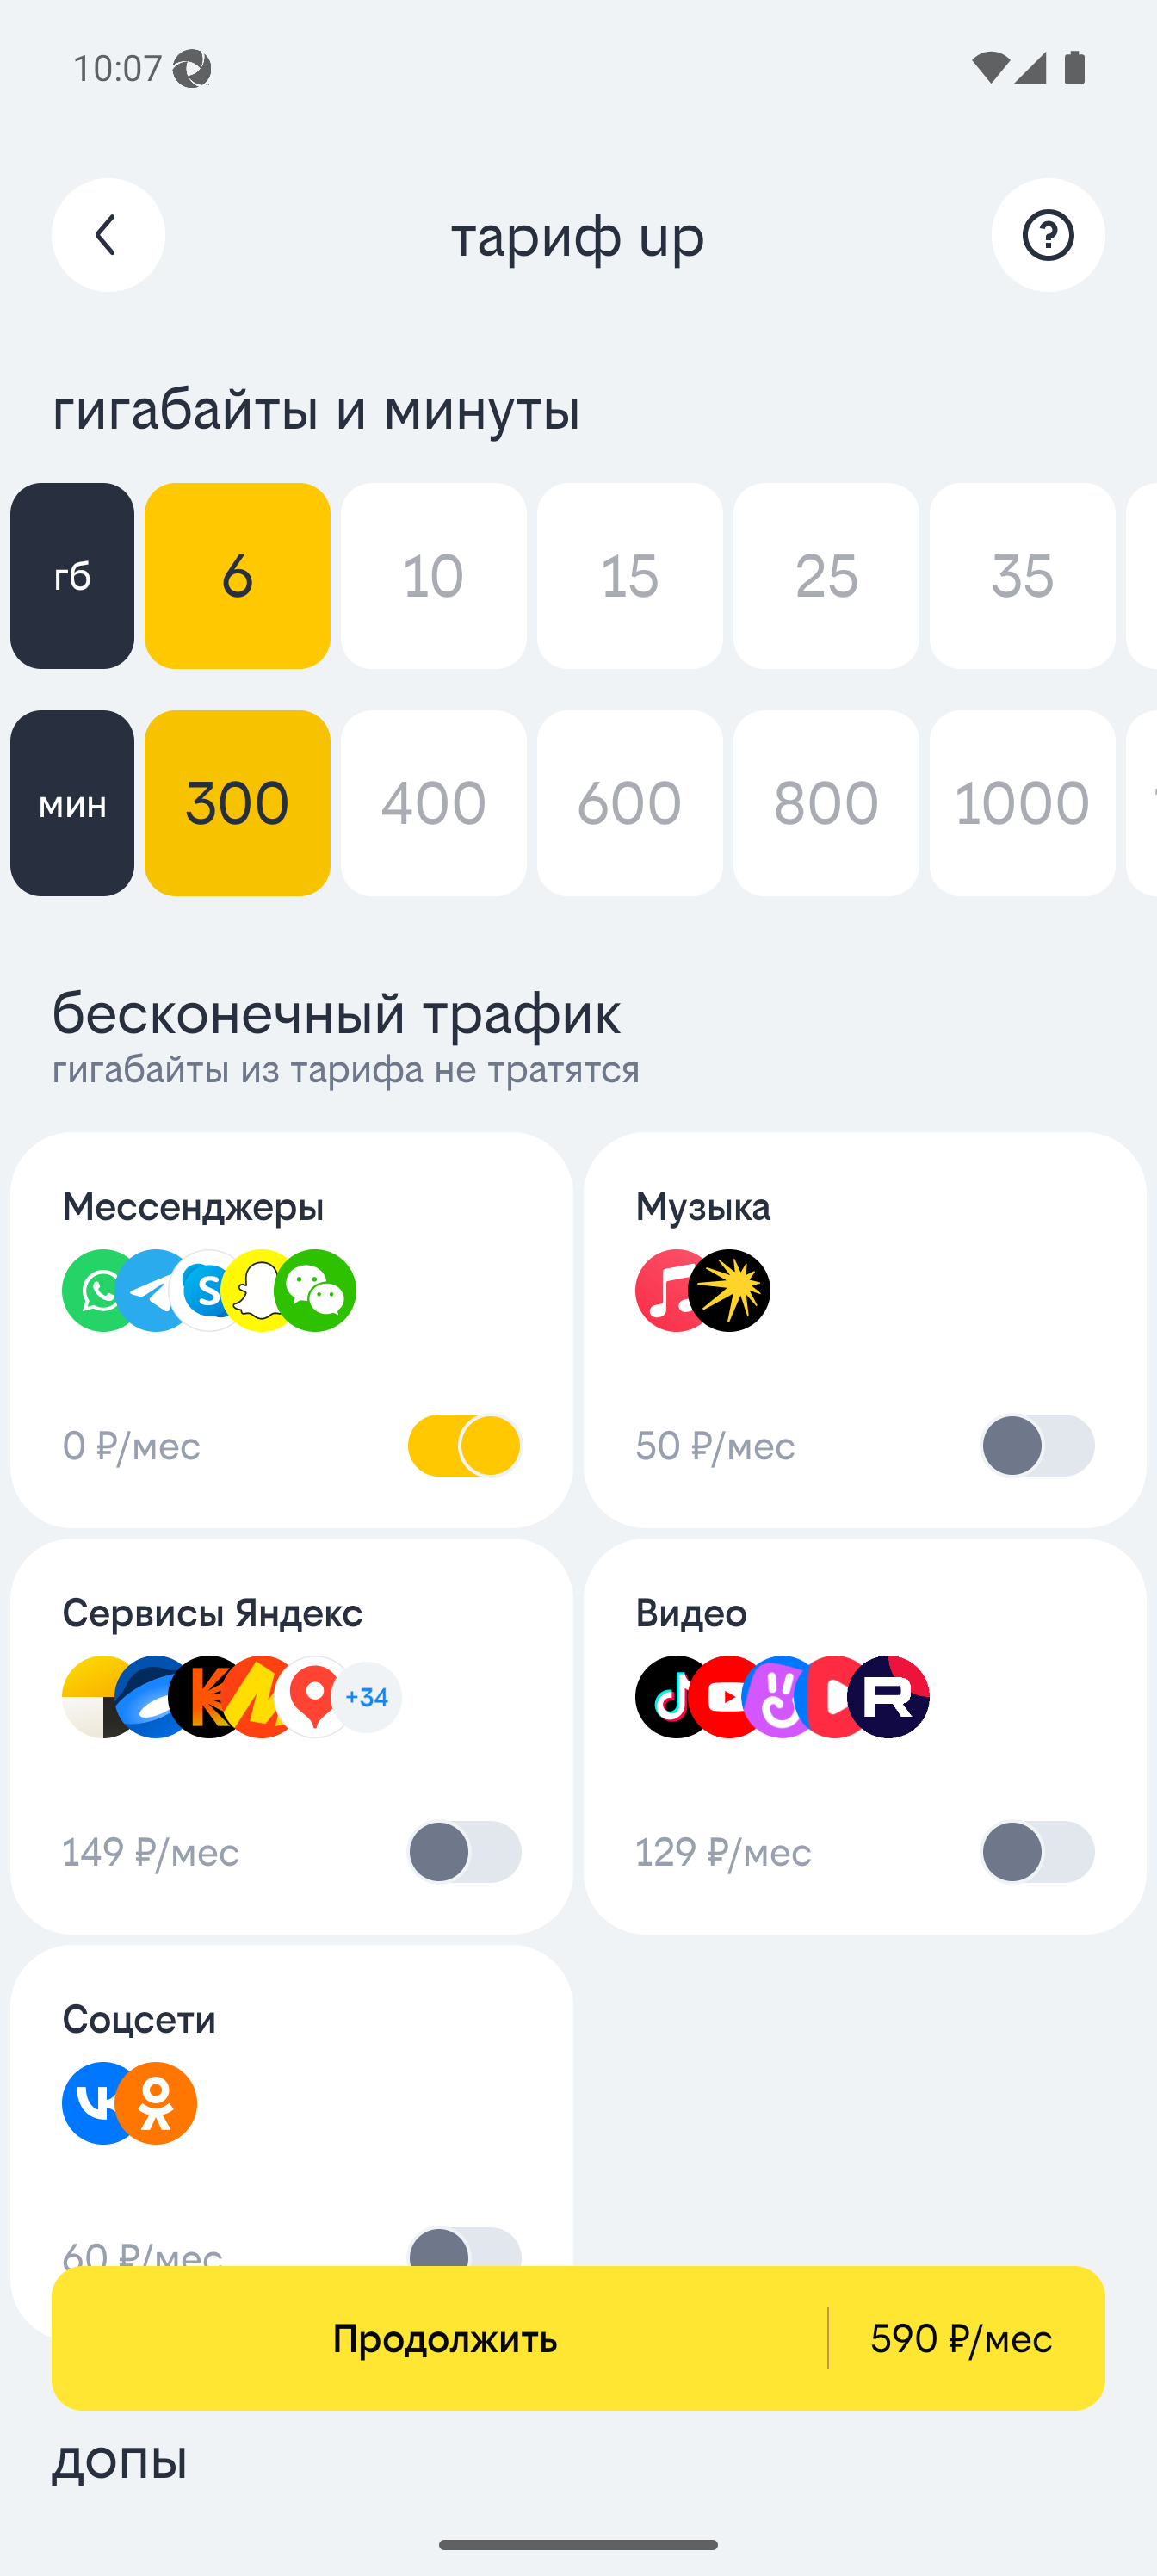 10:07
тариф up
гигабайты и минуты
гб 6 10 15 25 35
мин 300 400 600 800 1000
бесконечный трафик
гигабайты из тарифа не тратятся
Мессенджеры
0 ₽/мес
Музыка
50 ₽/мес
Сервисы Яндекс
+34
149 ₽/мес
Видео
129 ₽/мес
Соцсети
60 ₽/мес
Продолжить 590 ₽/мес
допы